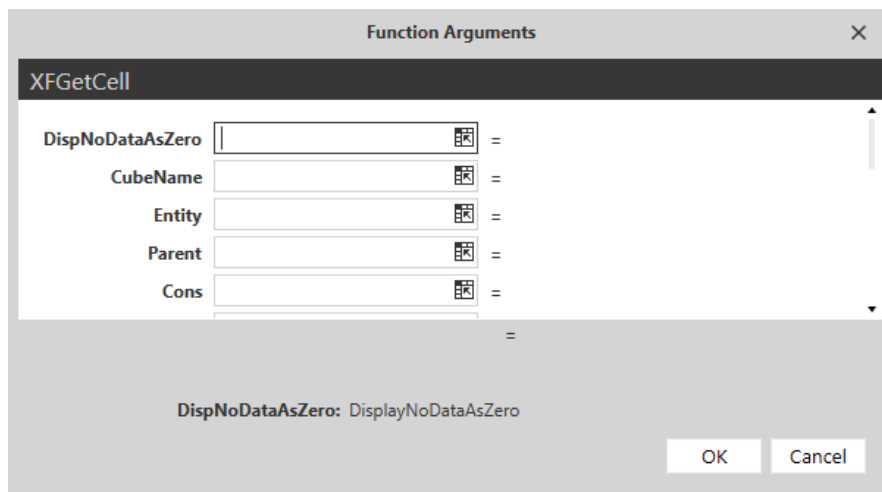 Function Arguments
XFGetCell
DispNoDataAsZero =
CubeName =
Entity =
Parent =
Cons =
=
DispNoDataAsZero: DisplayNoDataAsZero
OK Cancel